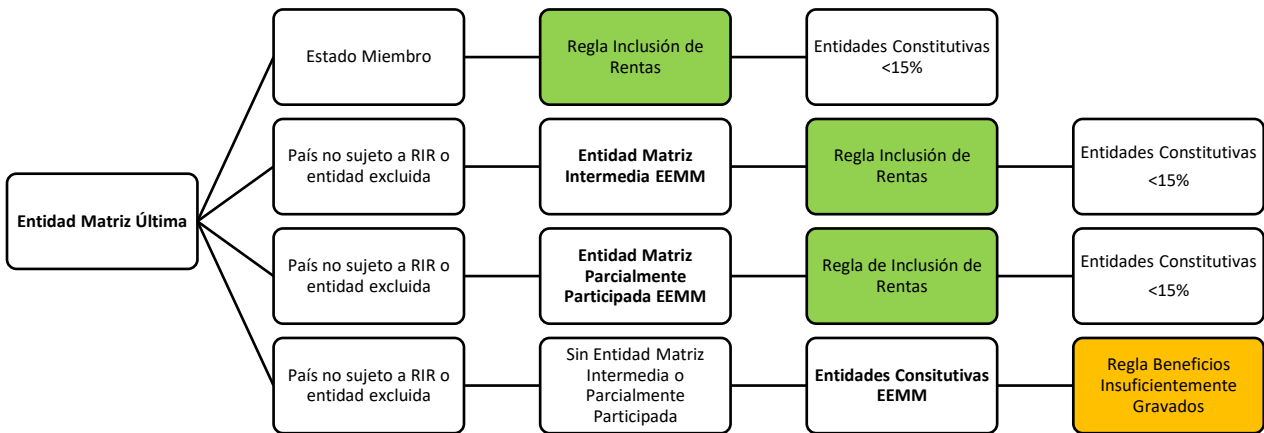 Entidad Matriz Última
Estado Miembro
Regla Inclusión de
Rentas
Entidades Constitutivas
<15%
País no sujeto a RIR o
entidad excluida
Entidad Matriz
Intermedia EEMM
Regla Inclusión de
Rentas
Entidades Constitutivas
<15%
País no sujeto a RIR o
entidad excluida
Entidad Matriz
Parcialmente
Participada EEMM
Regla de Inclusión de
Rentas
Entidades Constitutivas
<15%
País no sujeto a RIR o
entidad excluida
Sin Entidad Matriz
Intermedia o
Parcialmente
Participada
Entidades Consitutivas
EEMM
Regla Beneficios
Insuficientemente
Gravados